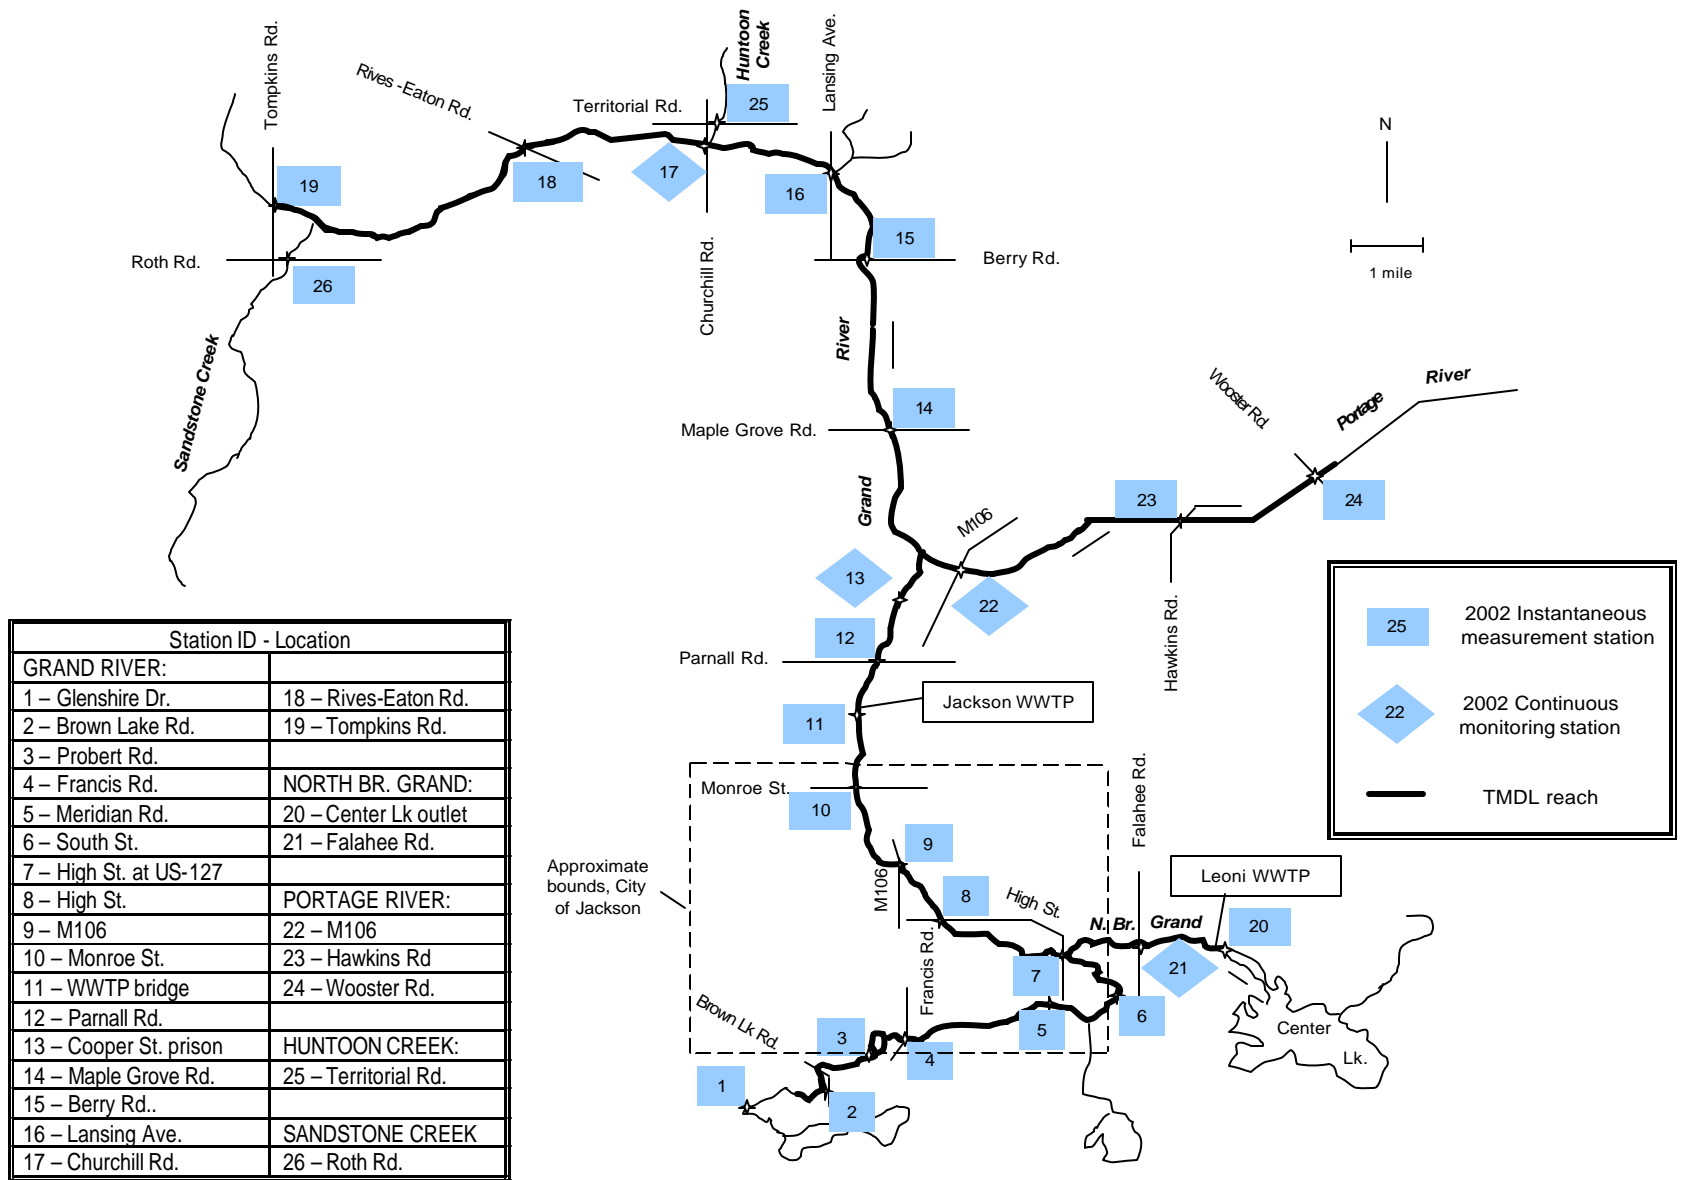 Tompkins Rd.
Rives -Eaton Rd.
Territorial Rd.
Huntoon
Creek
25
Lansing Ave.
N
1 mile
19
18
17
16
15
Roth Rd.
26
Churchill Rd.
Berry Rd.
Sandstone Creek
River
14
Maple Grove Rd.
Grand
Wooster Rd.
Portage
River
24
23
M106
13
22
12
Parnall Rd.
Hawkins Rd.
Jackson WWTP
11
Monroe St.
10
Falahee Rd.
9
M106
Approximate
bounds, City
of Jackson
8
High St.
Leoni WWTP
20
N. Br.
Grand
21
7
Francis Rd.
6
5
Center
Lk.
Brown Lk Rd.
3
4
1
2
25
2002 Instantaneous
measurement station
22
2002 Continuous
monitoring station
TMDL reach
Station ID - Location
GRAND RIVER:
1 – Glenshire Dr.
18 – Rives-Eaton Rd.
2 – Brown Lake Rd.
19 – Tompkins Rd.
3 – Probert Rd.
4 – Francis Rd.
NORTH BR. GRAND:
5 – Meridian Rd.
20 – Center Lk outlet
6 – South St.
21 – Falahee Rd.
7 – High St. at US-127
8 – High St.
PORTAGE RIVER:
9 – M106
22 – M106
10 – Monroe St.
23 – Hawkins Rd
11 – WWTP bridge
24 – Wooster Rd.
12 – Parnall Rd.
13 – Cooper St. prison
HUNTOON CREEK:
14 – Maple Grove Rd.
25 – Territorial Rd.
15 – Berry Rd..
16 – Lansing Ave.
SANDSTONE CREEK
17 – Churchill Rd.
26 – Roth Rd.